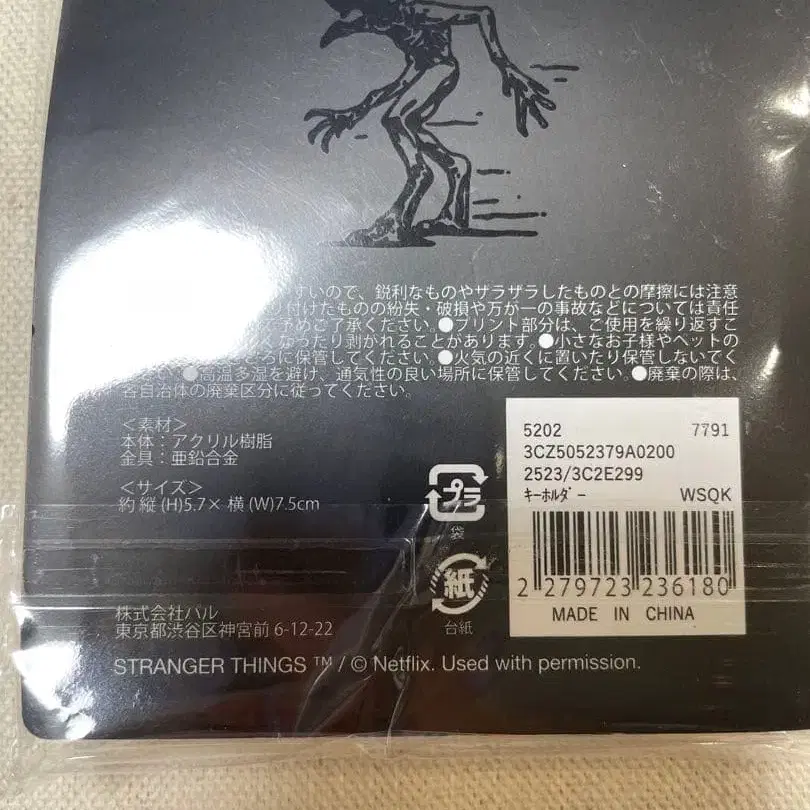 すいので、鋭利なものやザラザラしたものとの摩擦には注意
り付けたものの紛失・破損や万が一の事故などについては責任
予めご了承ください。●プリント部分は、ご使用を繰り返すこ
くなったり剥がれることがあります。●小さなお子様やペットの
ところに保管してください。●火気の近くに置いたり保管しないでく
い。●高温多湿を避け、通気性の良い場所に保管してください。●廃棄の際は、
各自治体の廃棄区分に従ってください。
<素材>
本体:アクリル樹脂
金具:亜鉛合金
<サイズ>
約 縦 (H)5.7× 横 (W)7.5cm
プラ
袋
紙
台紙
5202 7791
3CZ5052379A0200
2523/3C2E299
ｷｰﾎﾙﾀﾞｰ WSQK
2 279723 236180
MADE IN CHINA
株式会社パル
東京都渋谷区神宮前 6-12-22
STRANGER THINGS ™ / © Netflix. Used with permission.